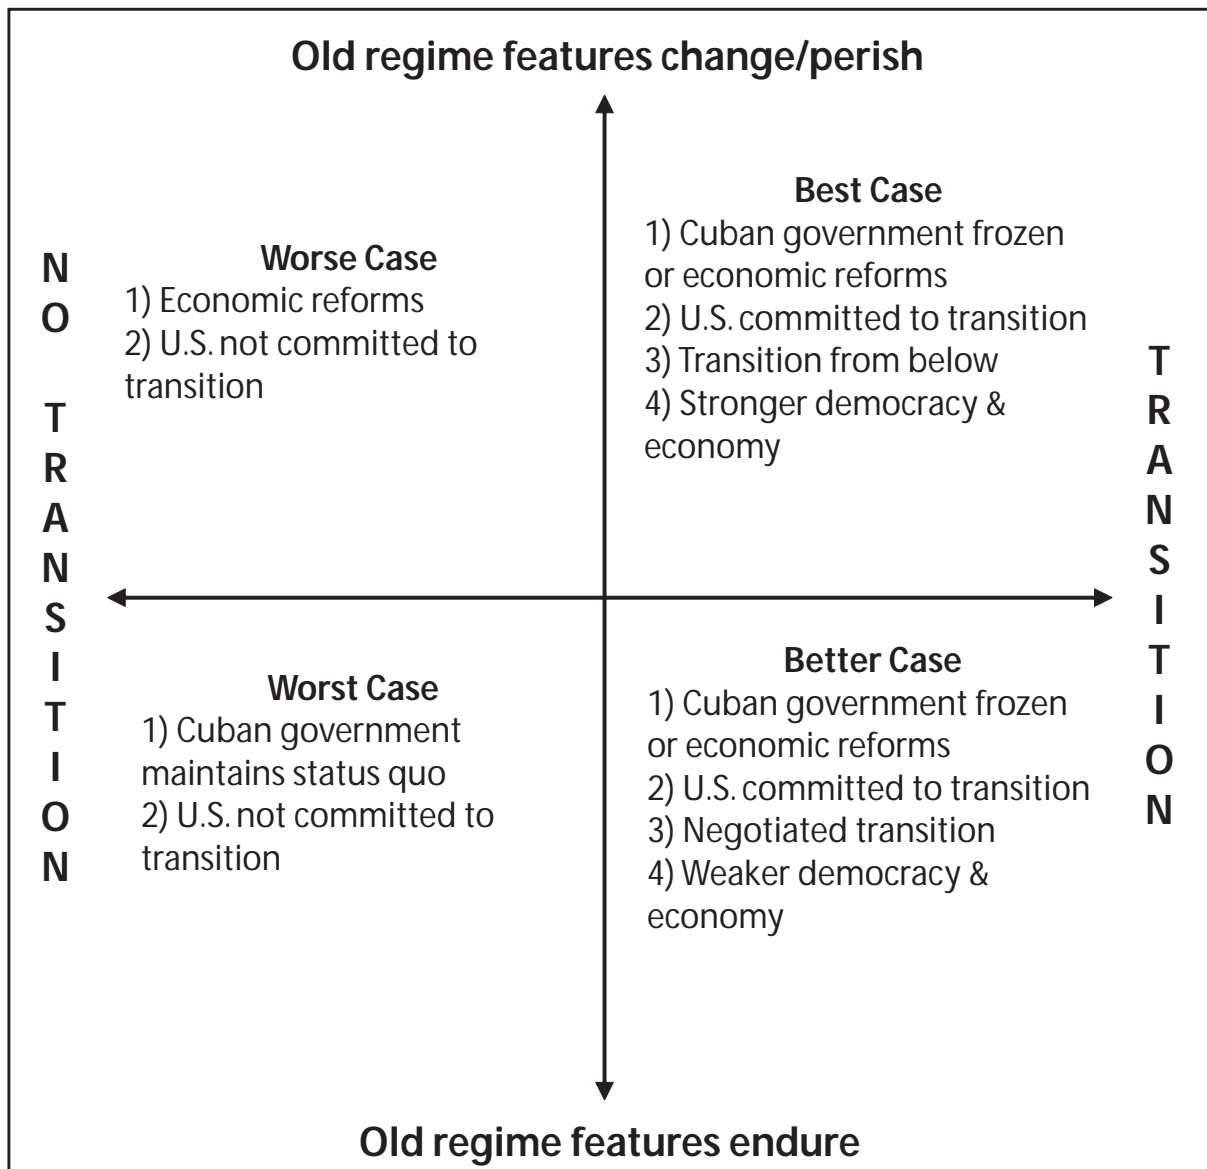 Old regime features change/perish
NO TRANSITION
Worse Case
1) Economic reforms
2) U.S. not committed to
transition
Best Case
1) Cuban government frozen
or economic reforms
2) U.S. committed to transition
3) Transition from below
4) Stronger democracy &
economy
TRANSITION
Worst Case
1) Cuban government
maintains status quo
2) U.S. not committed to
transition
Better Case
1) Cuban government frozen
or economic reforms
2) U.S. committed to transition
3) Negotiated transition
4) Weaker democracy &
economy
Old regime features endure